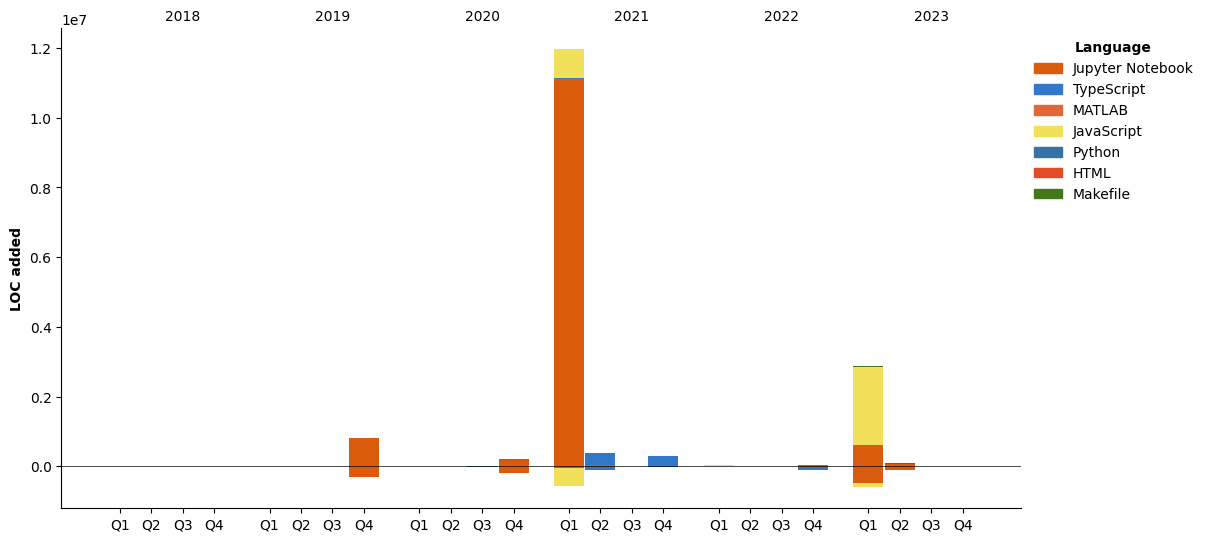 1e7
2018 2019 2020 2021 2022 2023
1.2
1.0
0.8
0.6
0.4
0.2
0.0
LOC added
Q1 Q2 Q3 Q4 Q1 Q2 Q3 Q4 Q1 Q2 Q3 Q4 Q1 Q2 Q3 Q4 Q1 Q2 Q3 Q4 Q1 Q2 Q3 Q4
Language
Jupyter Notebook
TypeScript
MATLAB
JavaScript
Python
HTML
Makefile